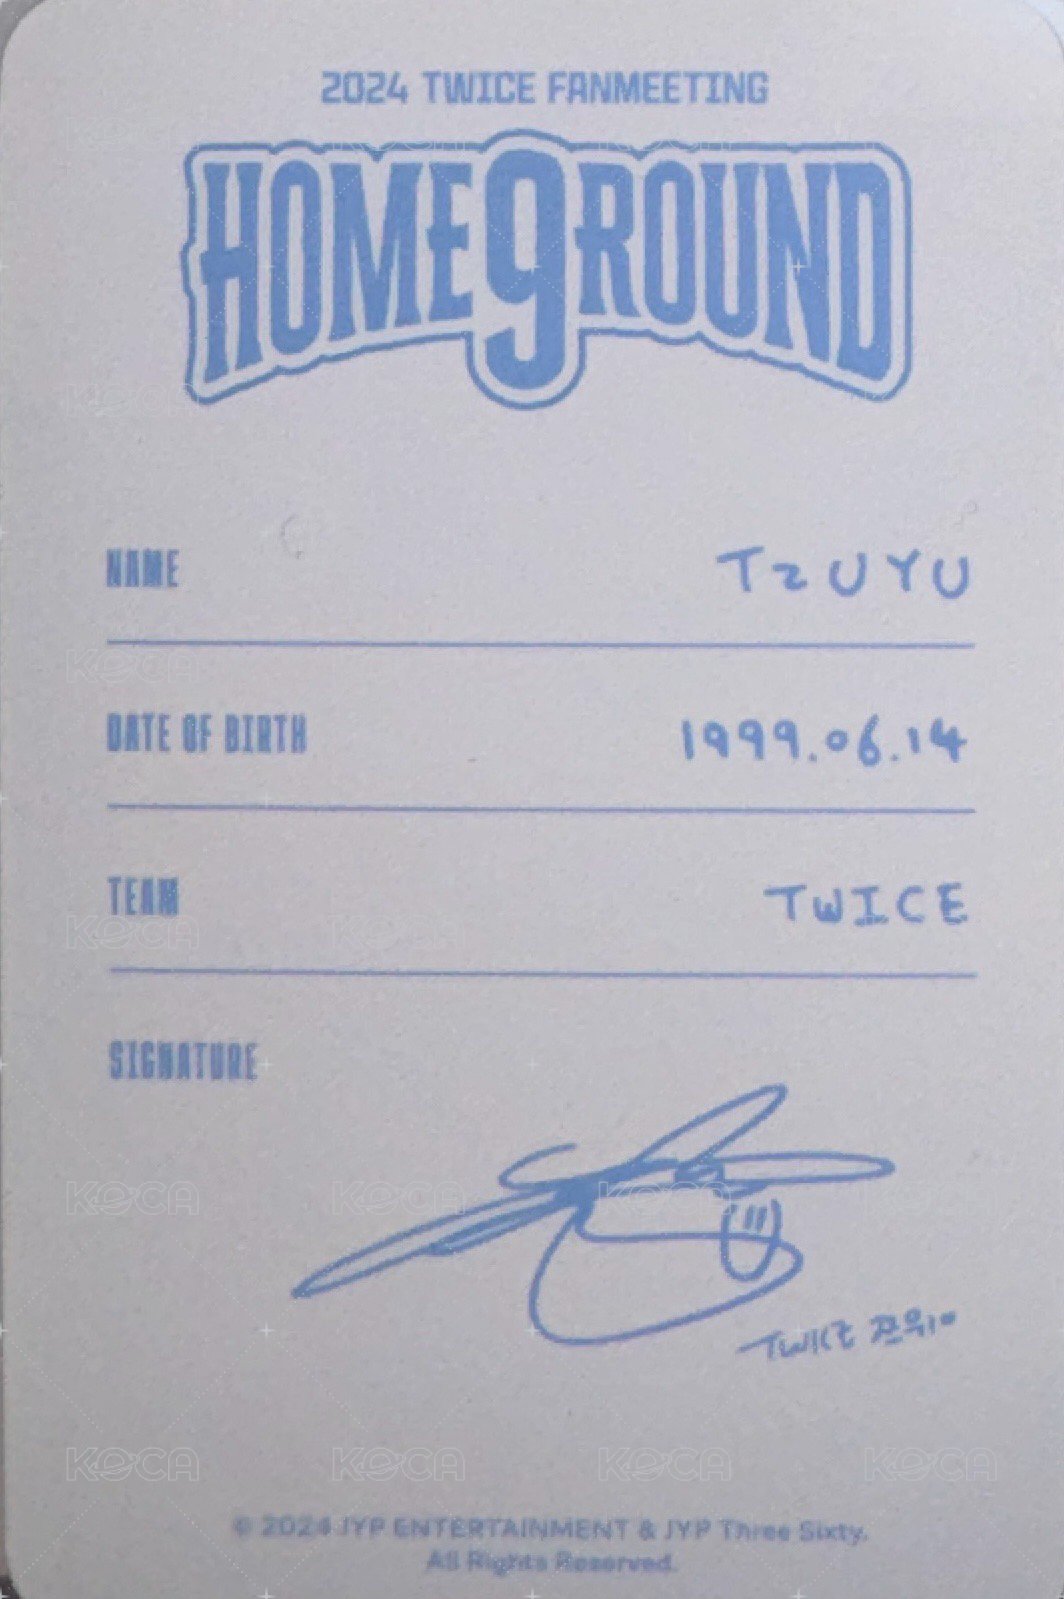 2024 TWICE FANMEETING
HOME9ROUND
NAME TZUYU
DATE OF BIRTH 1999.06.14
TEAM TWICE
SIGNATURE
TWICE 쯔위
© 2024 JYP ENTERTAINMENT & JYP Three Sixty.
All Rights Reserved.
KOCA